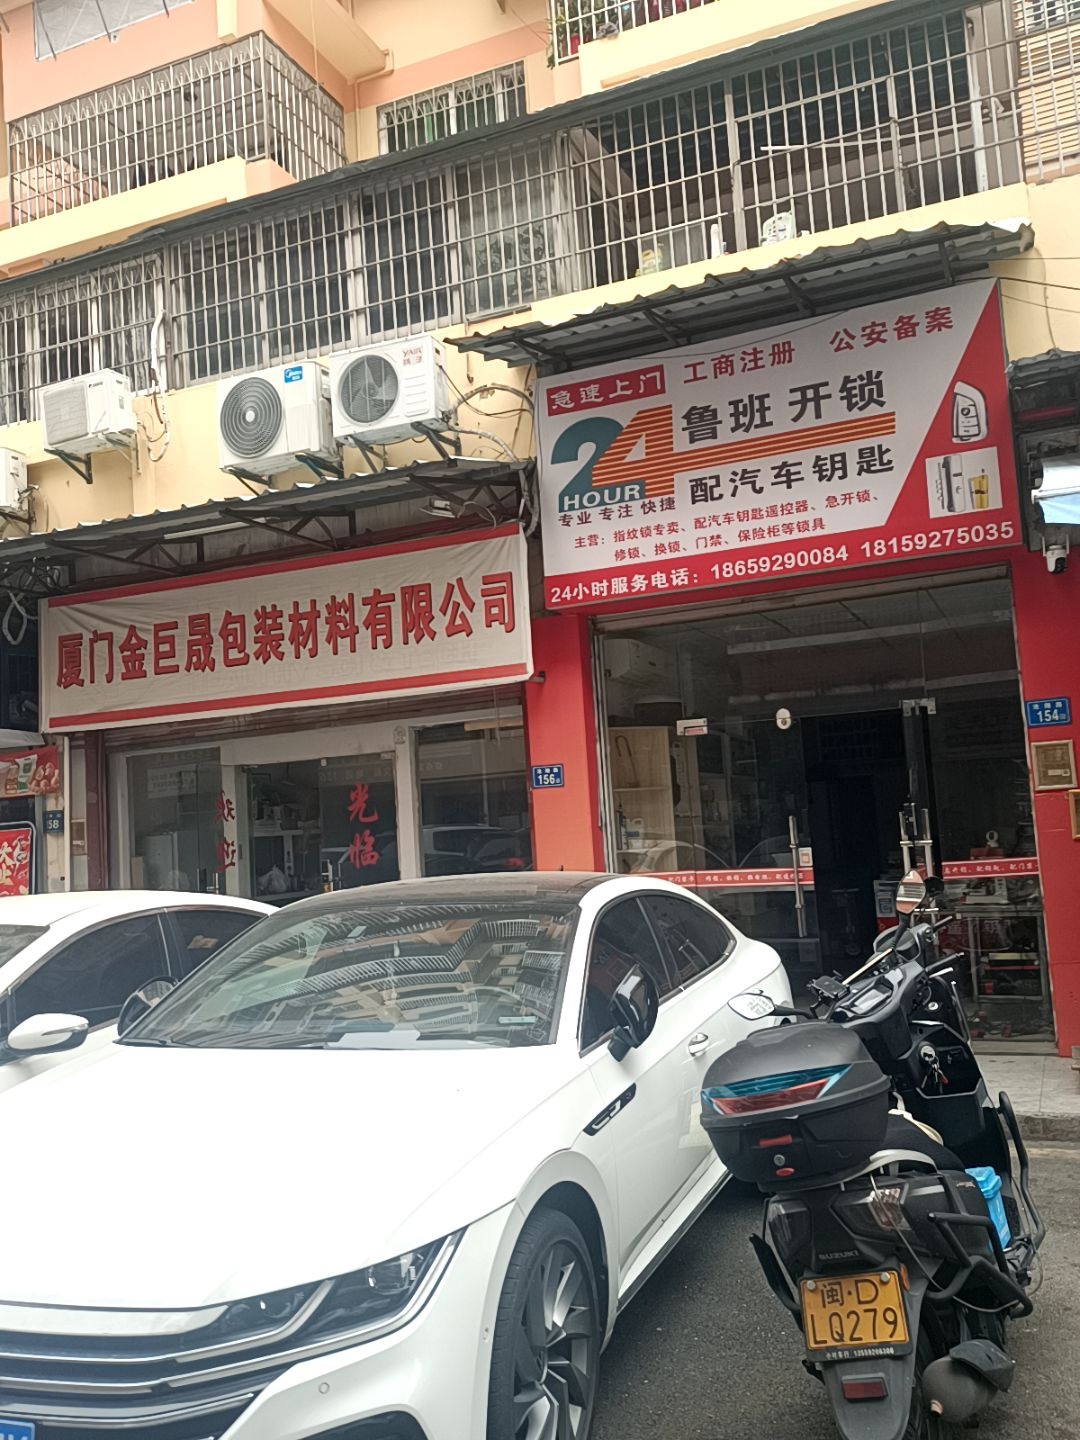 急速上门 工商注册 公安备案
24 HOUR
鲁班 开锁
配汽车钥匙
专业 专注 快捷
主营：指纹锁专卖、配汽车钥匙遥控器、急开锁、
修锁、换锁、门禁、保险柜等锁具
24小时服务电话：18659290084 18159275035
厦门金巨晟包装材料有限公司
Midea
YAIR
光临
156
154
58
SUZUKI
闽·D
LQ279